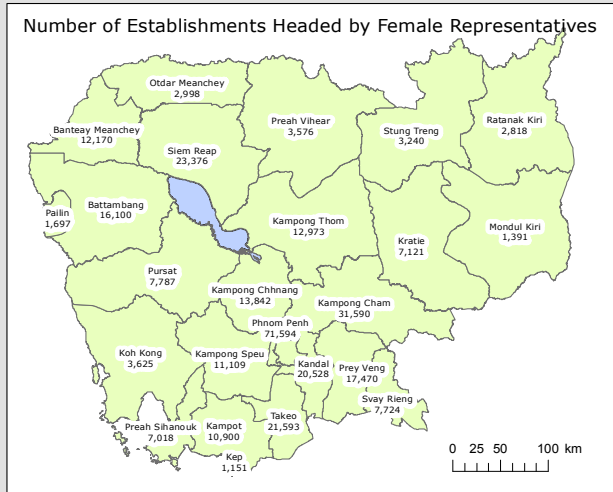 Number of Establishments Headed by Female Representatives
Otdar Meanchey
2,998
Preah Vihear
3,576
Stung Treng
3,240
Ratanak Kiri
2,818
Banteay Meanchey
12,170
Siem Reap
23,376
Battambang
16,100
Pailin
1,697
Kampong Thom
12,973
Kratie
7,121
Mondul Kiri
1,391
Pursat
7,787
Kampong Chhnang
13,842
Kampong Cham
31,590
Phnom Penh
71,594
Koh Kong
3,625
Kampong Speu
11,109
Kandal
20,528
Prey Veng
17,470
Svay Rieng
7,724
Preah Sihanouk
7,018
Kampot
10,900
Takeo
21,593
Kep
1,151
0 25 50 100 km